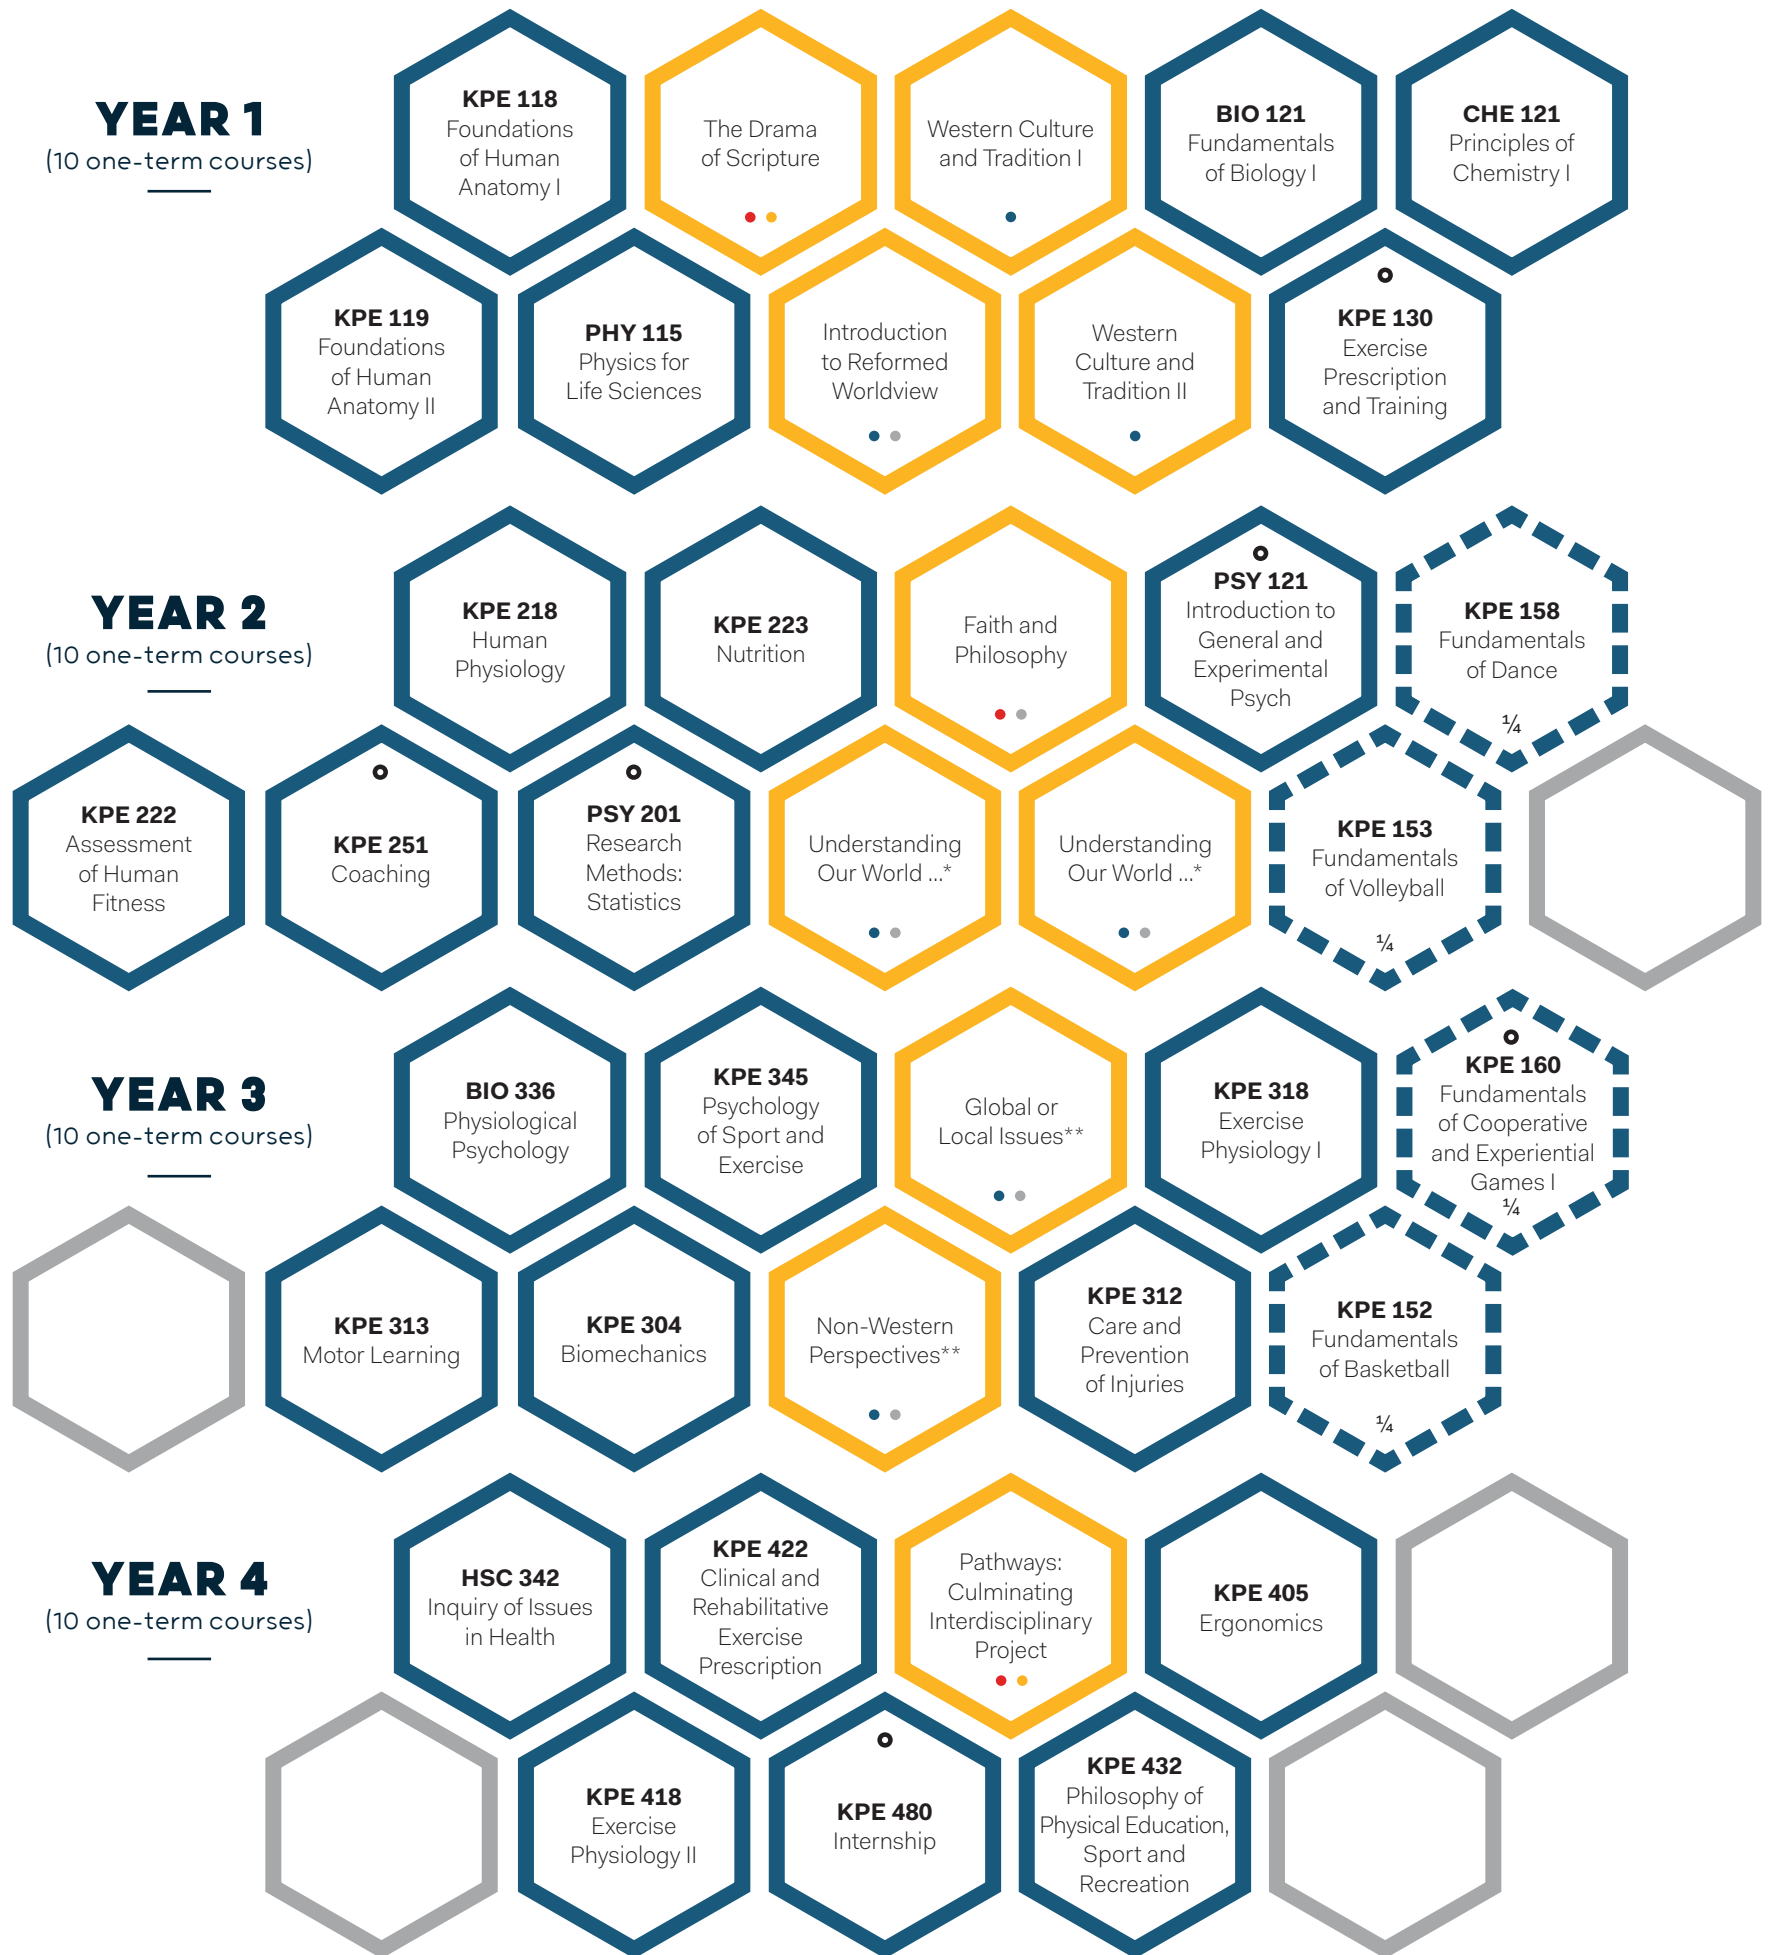 YEAR 1
(10 one-term courses)
KPE 118
Foundations
of Human
Anatomy I
The Drama
of Scripture
Western Culture
and Tradition I
BIO 121
Fundamentals
of Biology I
CHE 121
Principles of
Chemistry I
KPE 119
Foundations
of Human
Anatomy II
PHY 115
Physics for
Life Sciences
Introduction
to Reformed
Worldview
Western
Culture and
Tradition II
KPE 130
Exercise
Prescription
and Training
YEAR 2
(10 one-term courses)
KPE 218
Human
Physiology
KPE 223
Nutrition
Faith and
Philosophy
PSY 121
Introduction to
General and
Experimental
Psych
KPE 158
Fundamentals
of Dance
¼
KPE 222
Assessment
of Human
Fitness
KPE 251
Coaching
PSY 201
Research
Methods:
Statistics
Understanding
Our World ...*
Understanding
Our World ...*
KPE 153
Fundamentals
of Volleyball
¼
YEAR 3
(10 one-term courses)
BIO 336
Physiological
Psychology
KPE 345
Psychology
of Sport and
Exercise
Global or
Local Issues**
KPE 318
Exercise
Physiology I
KPE 160
Fundamentals
of Cooperative
and Experiential
Games I
¼
KPE 313
Motor Learning
KPE 304
Biomechanics
Non-Western
Perspectives**
KPE 312
Care and
Prevention
of Injuries
KPE 152
Fundamentals
of Basketball
¼
YEAR 4
(10 one-term courses)
HSC 342
Inquiry of Issues
in Health
KPE 422
Clinical and
Rehabilitative
Exercise
Prescription
Pathways:
Culminating
Interdisciplinary
Project
KPE 405
Ergonomics
KPE 418
Exercise
Physiology II
KPE 480
Internship
KPE 432
Philosophy of
Physical Education,
Sport and
Recreation